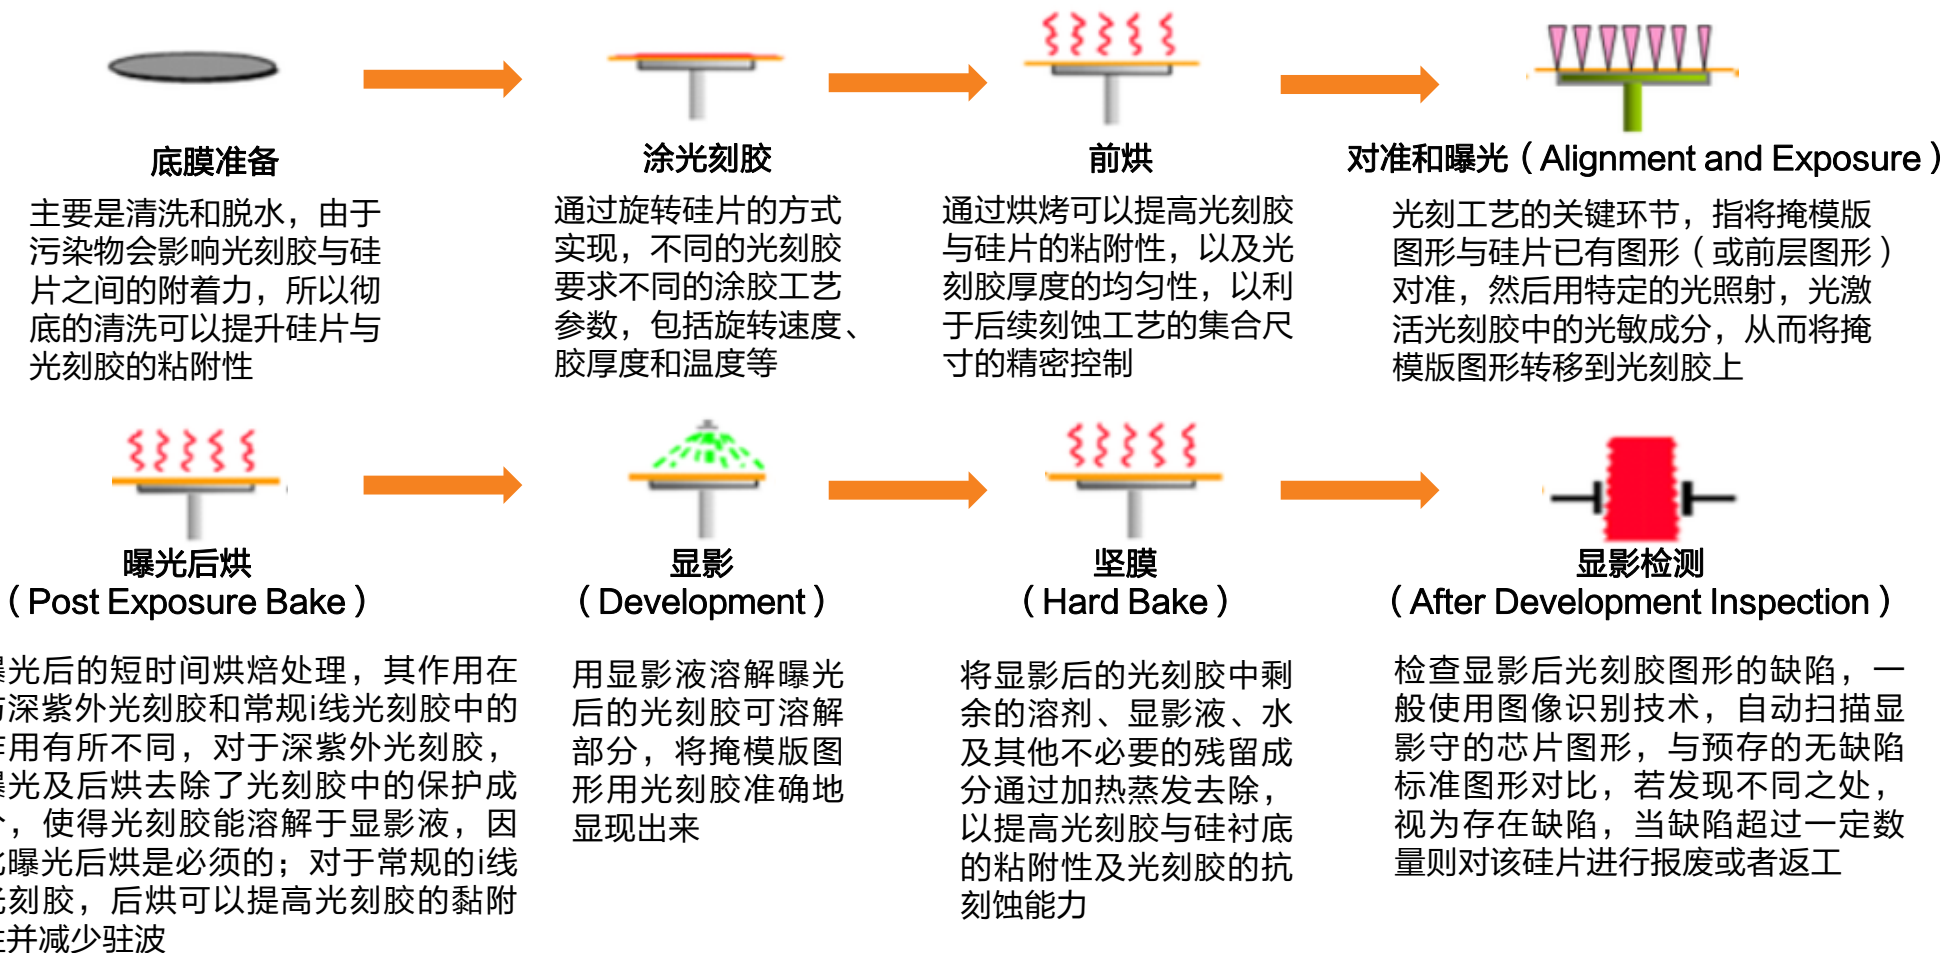 底膜准备
主要是清洗和脱水，由于
污染物会影响光刻胶与硅
片之间的附着力，所以彻
底的清洗可以提升硅片与
光刻胶的粘附性
涂光刻胶
通过旋转硅片的方式
实现，不同的光刻胶
要求不同的涂胶工艺
参数，包括旋转速度、
胶厚度和温度等
前烘
通过烘烤可以提高光刻胶
与硅片的粘附性，以及光
刻胶厚度的均匀性，以利
于后续刻蚀工艺的集合尺
寸的精密控制
对准和曝光（Alignment and Exposure）
光刻工艺的关键环节，指将掩模版
图形与硅片已有图形（或前层图形）
对准，然后用特定的光照射，光激
活光刻胶中的光敏成分，从而将掩
模版图形转移到光刻胶上
曝光后烘
（Post Exposure Bake）
曝光后的短时间烘焙处理，其作用在
与深紫外光刻胶和常规i线光刻胶中的
作用有所不同，对于深紫外光刻胶，
曝光及后烘去除了光刻胶中的保护成
分，使得光刻胶能溶解于显影液，因
此曝光后烘是必须的；对于常规的i线
光刻胶，后烘可以提高光刻胶的黏附
性并减少驻波
显影
（Development）
用显影液溶解曝光
后的光刻胶可溶解
部分，将掩模版图
形用光刻胶准确地
显现出来
坚膜
（Hard Bake）
将显影后的光刻胶中剩
余的溶剂、显影液、水
及其他不必要的残留成
分通过加热蒸发去除，
以提高光刻胶与硅衬底
的粘附性及光刻胶的抗
刻蚀能力
显影检测
（After Development Inspection）
检查显影后光刻胶图形的缺陷，一
般使用图像识别技术，自动扫描显
影守的芯片图形，与预存的无缺陷
标准图形对比，若发现不同之处，
视为存在缺陷，当缺陷超过一定数
量则对该硅片进行报废或者返工